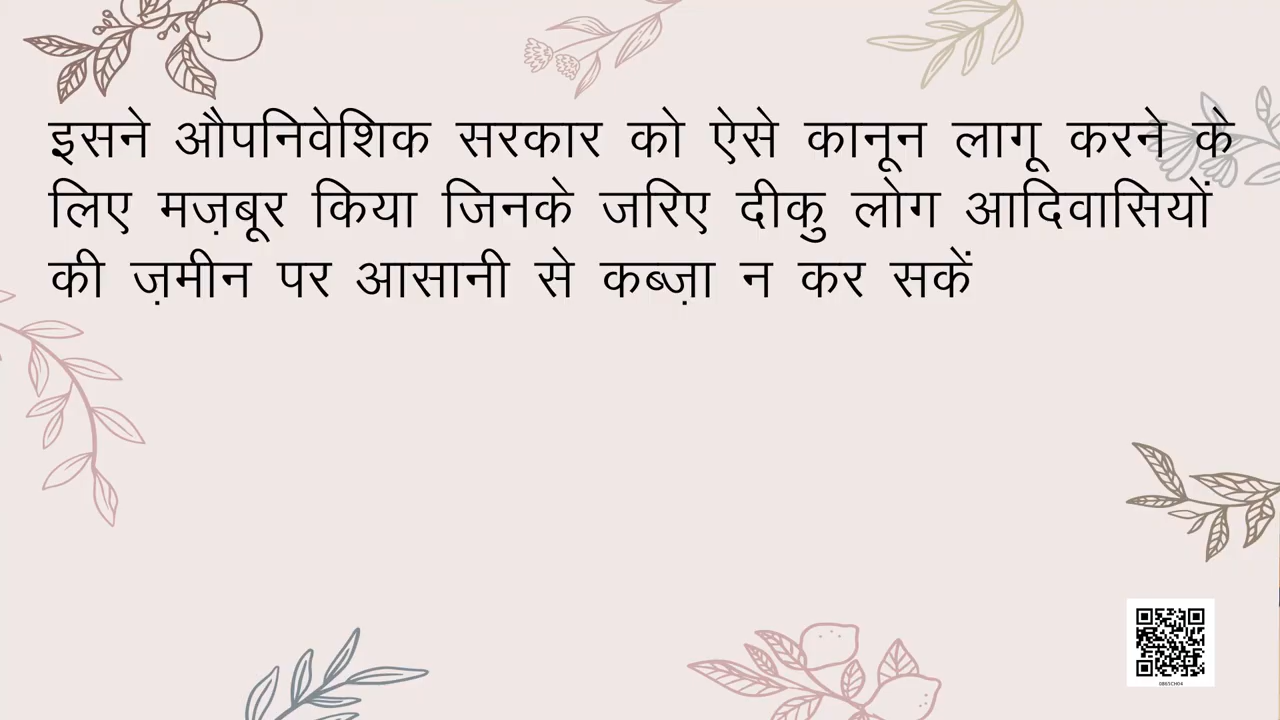 इसने औपनिवेशिक सरकार को ऐसे कानून लागू करने के
लिए मज़बूर किया जिनके जरिए दीकु लोग आदिवासियों
की ज़मीन पर आसानी से कब्ज़ा न कर सकें